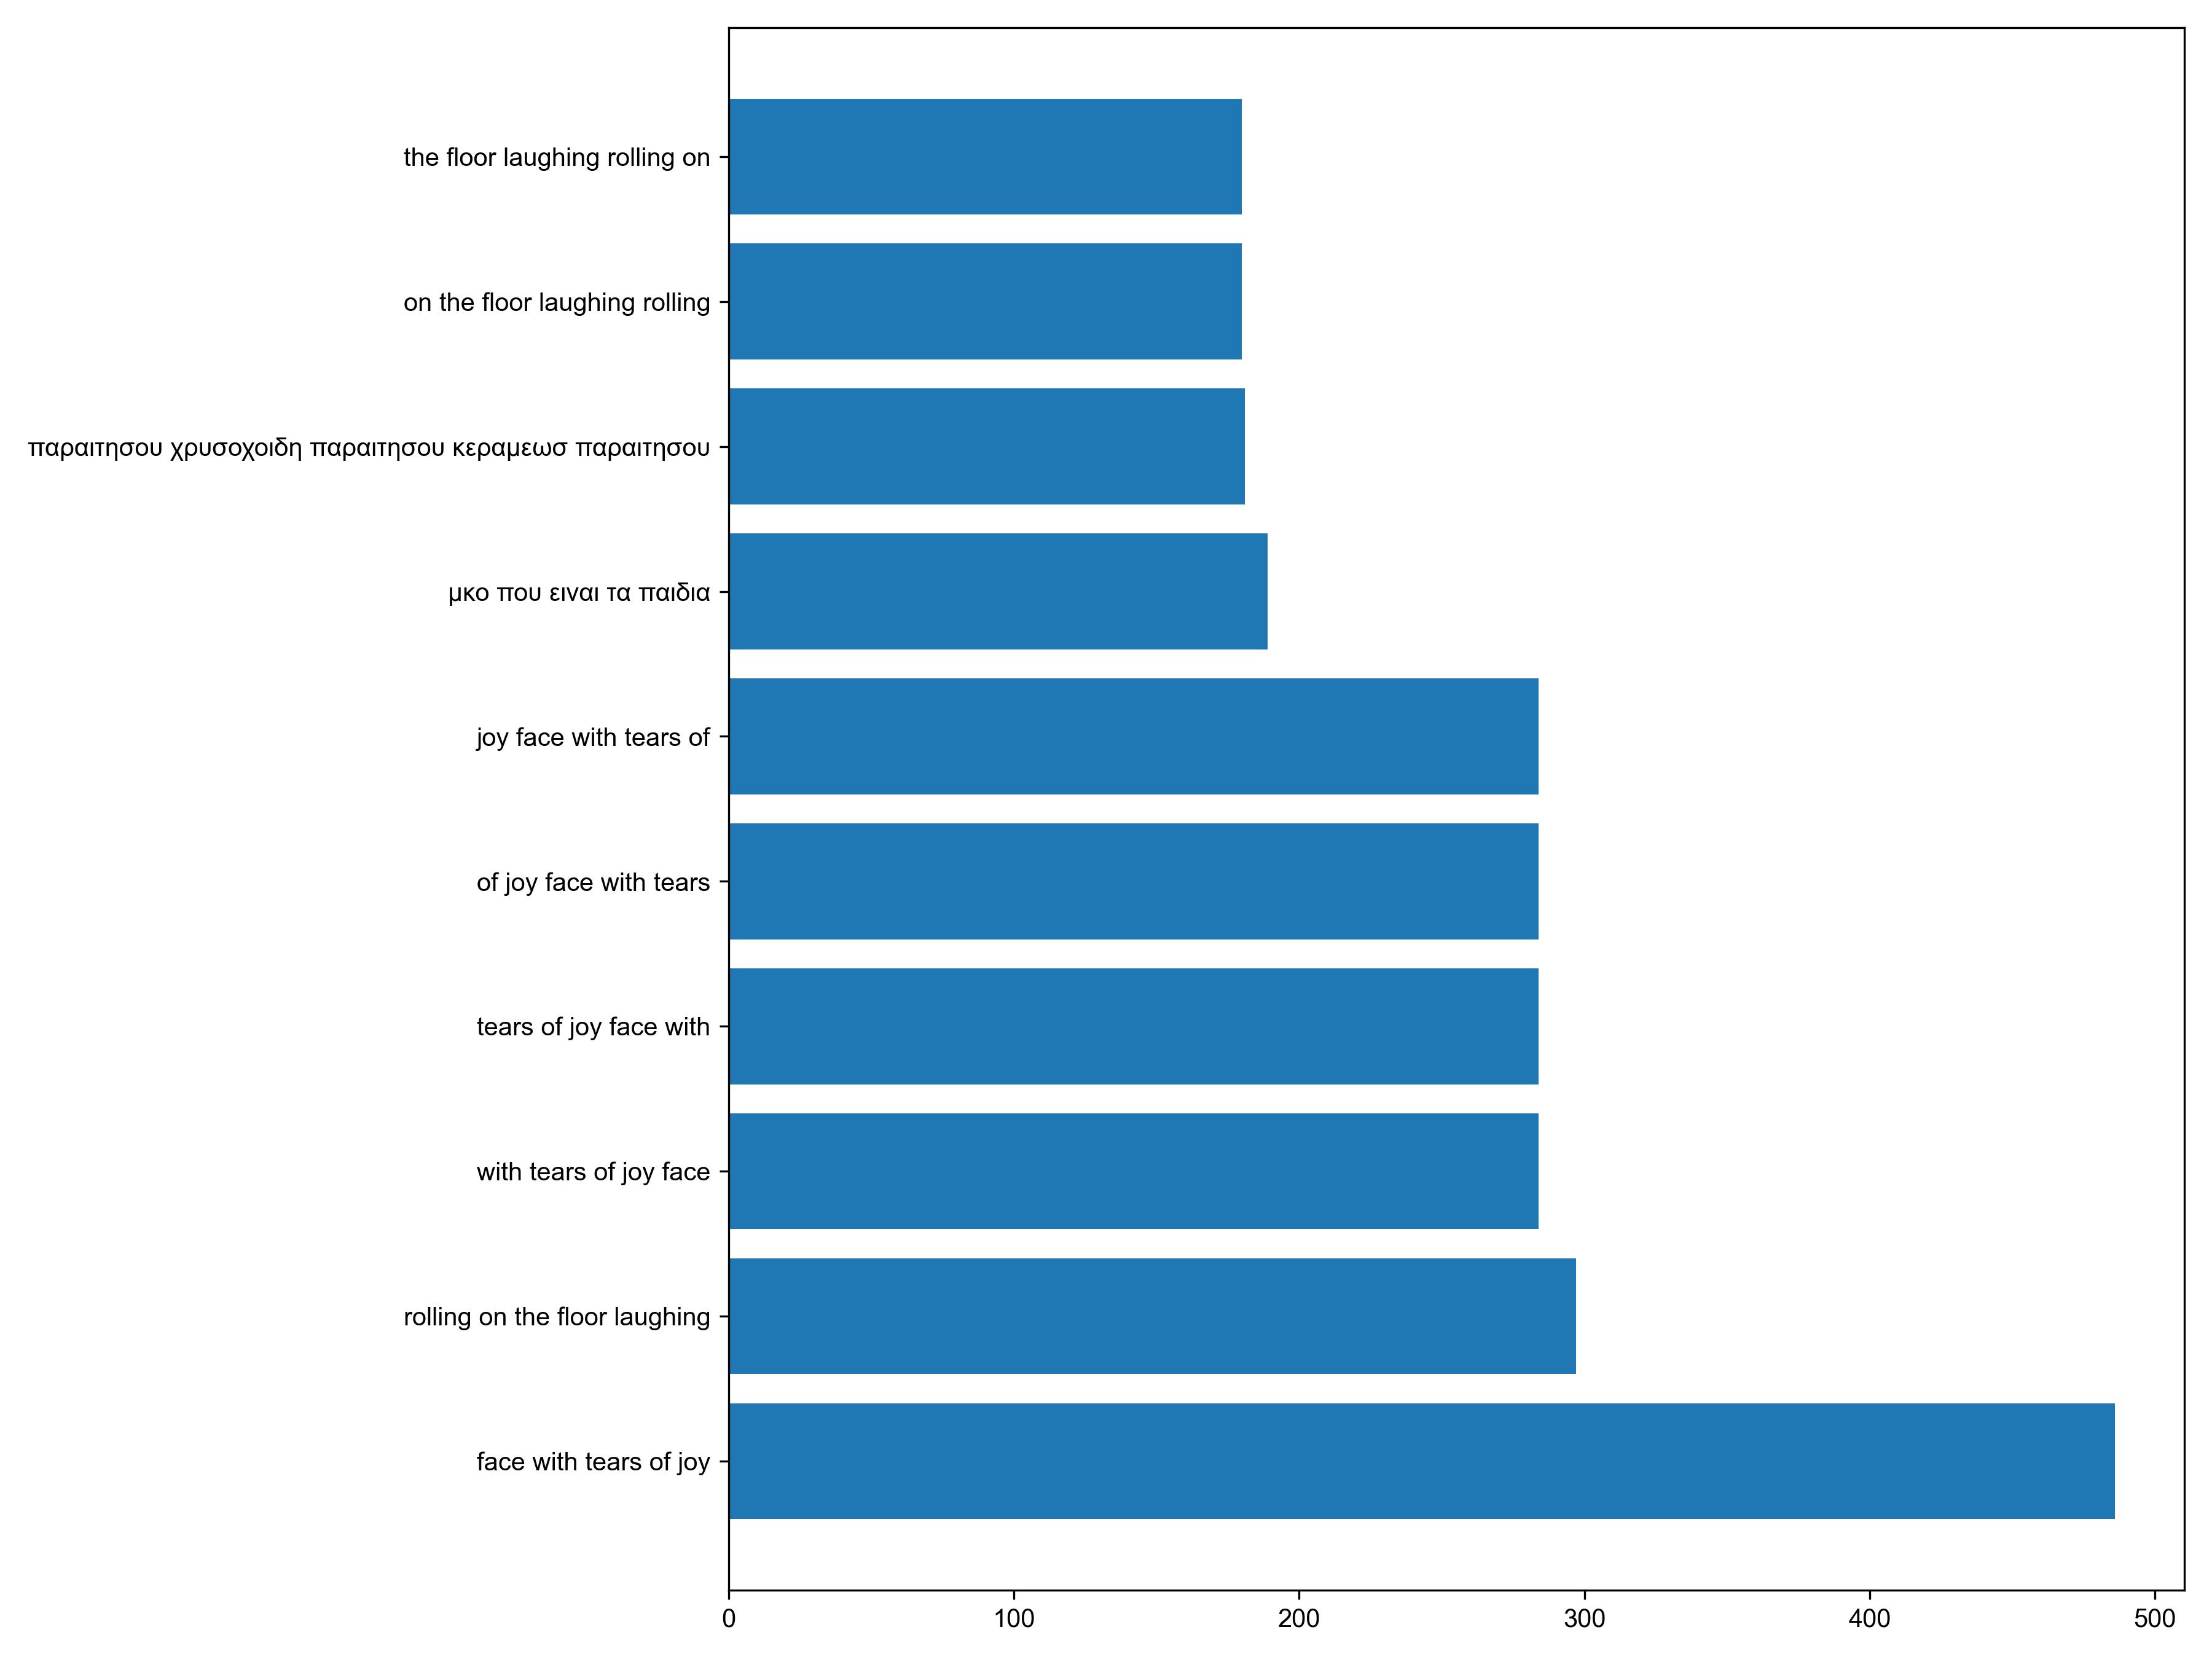 the floor laughing rolling on
on the floor laughing rolling
παραιτησου χρυσοχοιδη παραιτησου κεραμεωσ παραιτησου
μκο που ειναι τα παιδια
joy face with tears of
of joy face with tears
tears of joy face with
with tears of joy face
rolling on the floor laughing
face with tears of joy
0 100 200 300 400 500